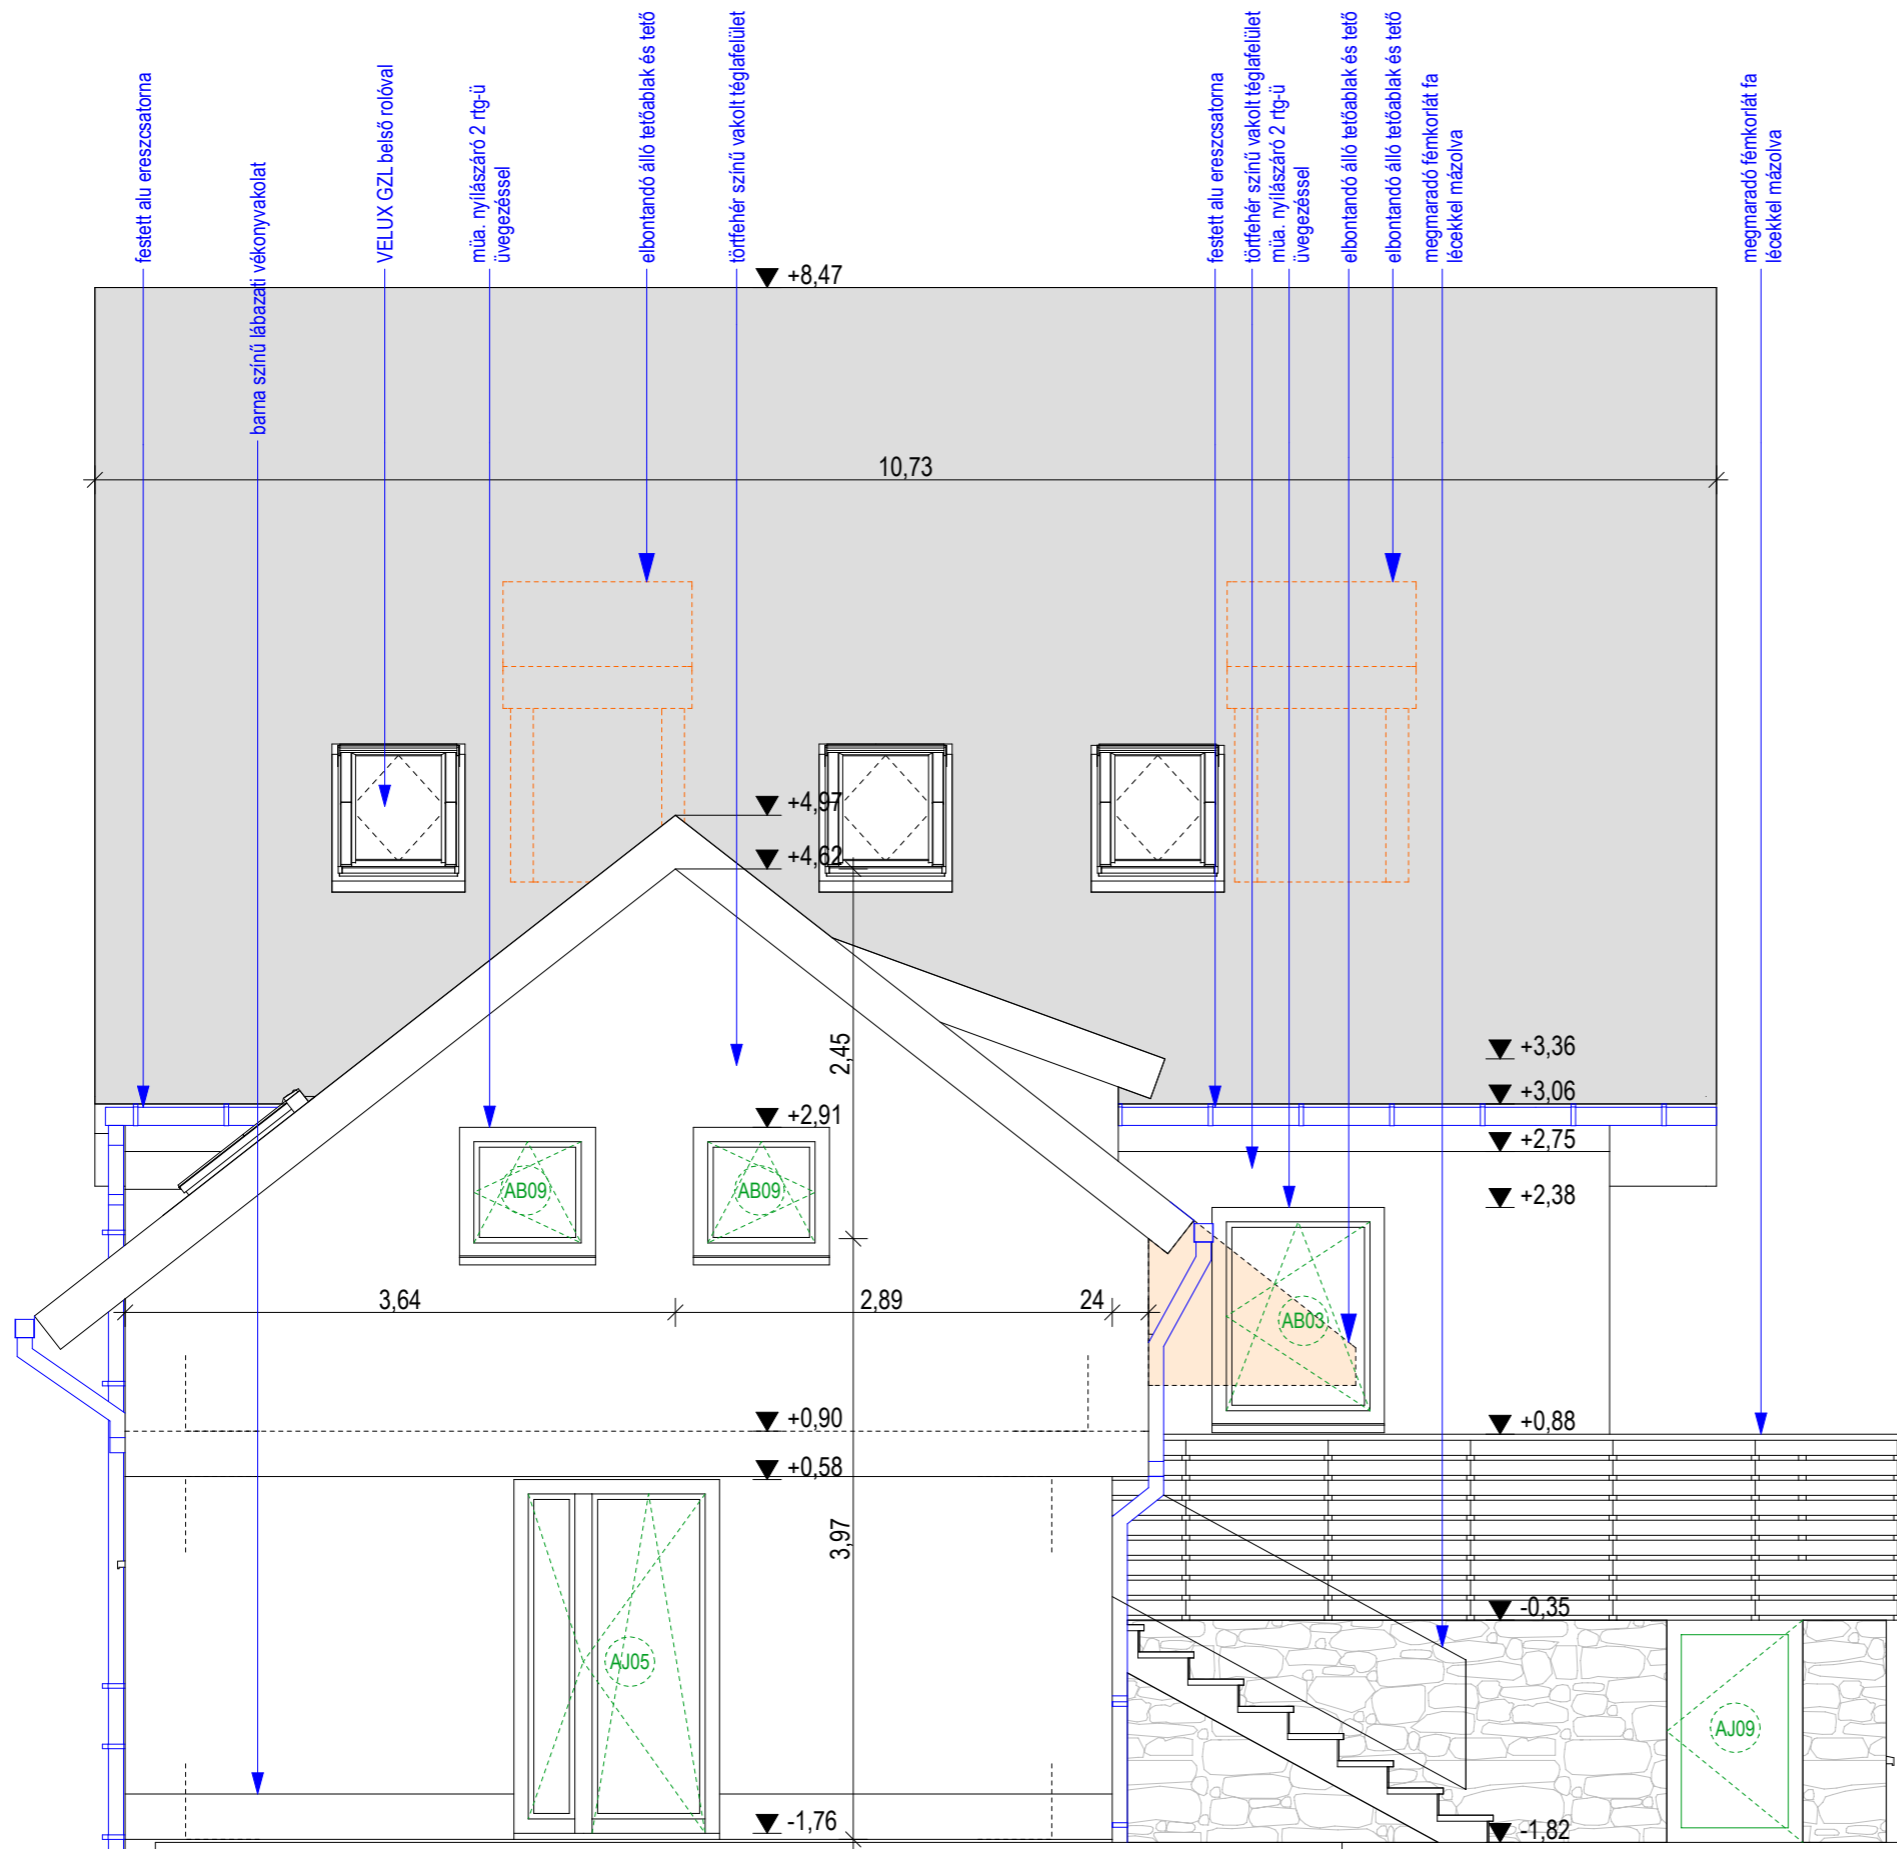 festett alu ereszcsatorna
barna színű lábazati vékonyvakolat
VELUX GZL belső rolóval
müa. nyílászáró 2 rtg-ü
üvegezéssel
elbontandó álló tetőablak és tető
törtfehér színű vakolt téglafelület
festett alu ereszcsatorna
törtfehér színű vakolt téglafelület
müa. nyílászáró 2 rtg-ü
üvegezéssel
elbontandó álló tetőablak és tető
elbontandó álló tetőablak és tető
megmaradó fémkorlát fa
lécekkel mázolva
megmaradó fémkorlát fa
lécekkel mázolva
+8,47
10,73
+4,97
+4,62
2,45
+3,36
+3,06
+2,91
+2,75
AB09
AB09
+2,38
3,64
2,89
24
AB03
+0,90
+0,88
+0,58
3,97
-0,35
AJ05
AJ09
-1,76
-1,82